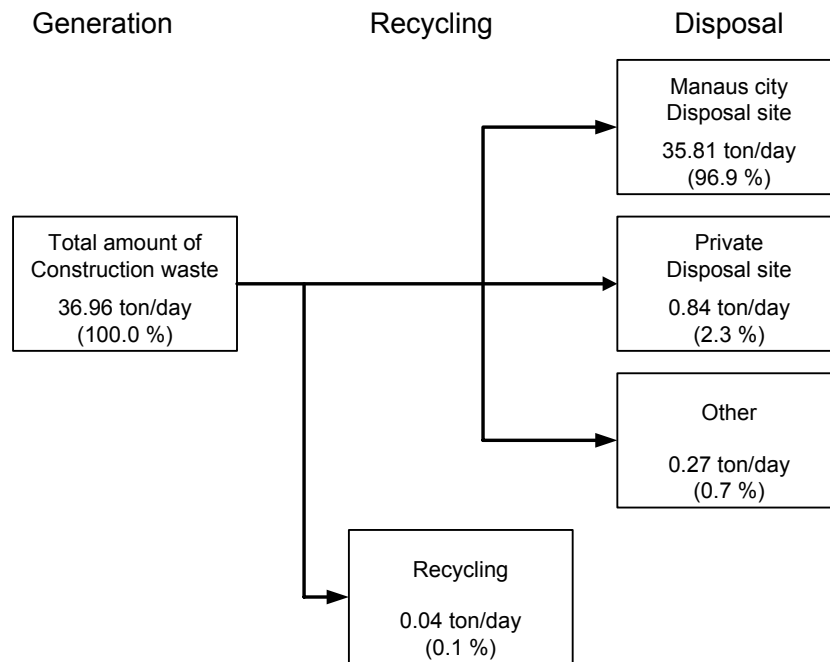 Generation
Recycling
Disposal
Manaus city
Disposal site
35.81 ton/day
(96.9 %)
Total amount of
Construction waste
36.96 ton/day
(100.0 %)
Private
Disposal site
0.84 ton/day
(2.3 %)
Other
0.27 ton/day
(0.7 %)
Recycling
0.04 ton/day
(0.1 %)